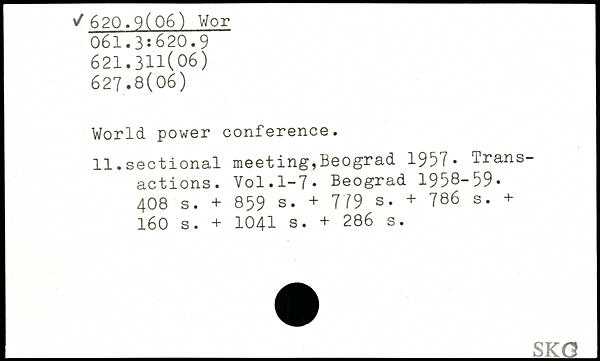 ✓ 620.9(06) Wor
061.3:620.9
621.311(06)
627.8(06)
World power conference.
11.sectional meeting,Beograd 1957. Trans-
actions. Vol.1-7. Beograd 1958-59.
408 s. + 859 s. + 779 s. + 786 s. +
160 s. + 1041 s. + 286 s.
SKC